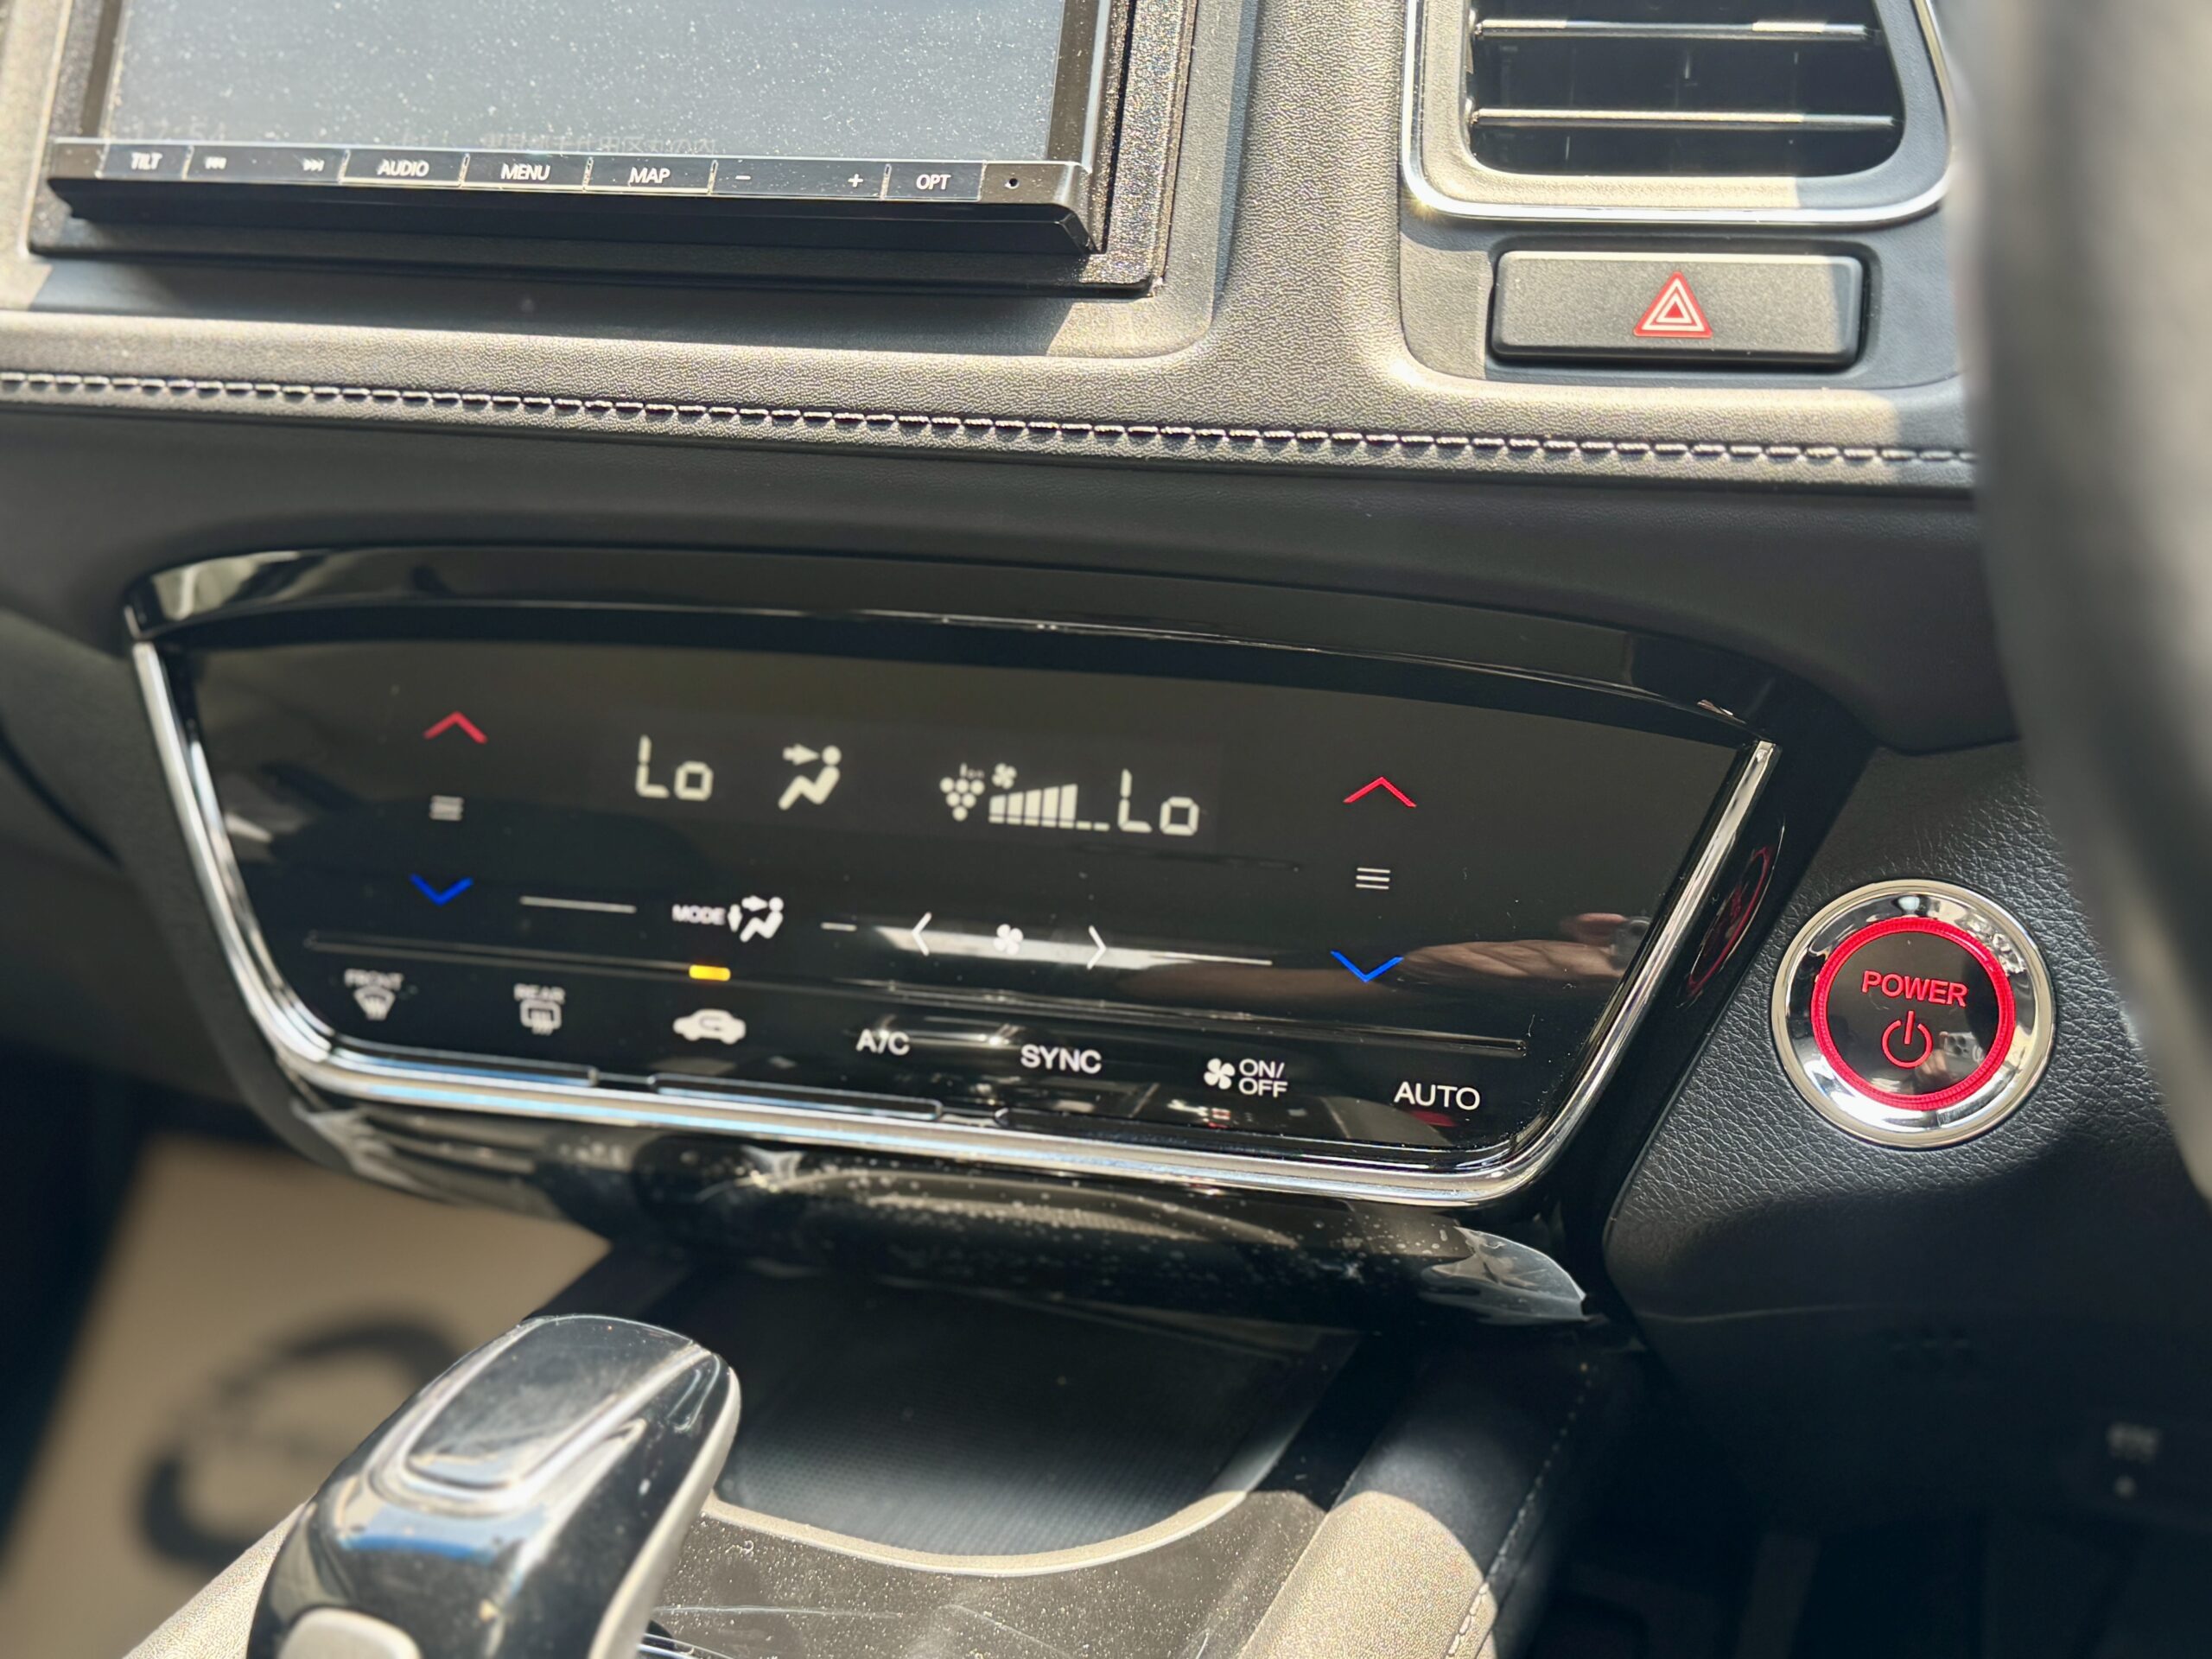 TILT
AUDIO
MENU
MAP
- +
OPT
Lo
Lo
MODE
FRONT
REAR
A/C
SYNC
ON/
OFF
AUTO
POWER